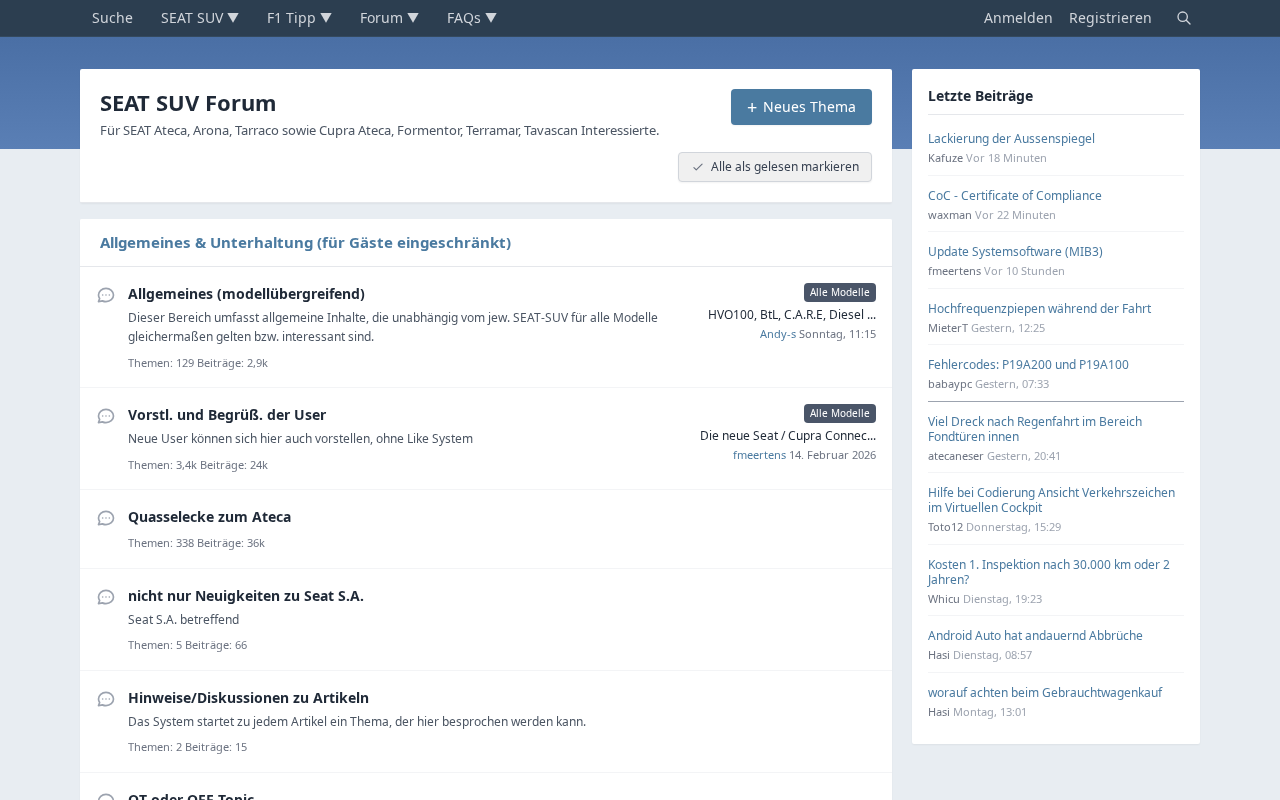 Suche SEAT SUV ▼ F1 Tipp ▼ Forum ▼ FAQs ▼ Anmelden Registrieren
SEAT SUV Forum
Für SEAT Ateca, Arona, Tarraco sowie Cupra Ateca, Formentor, Terramar, Tavascan Interessierte.
+ Neues Thema
Alle als gelesen markieren
Allgemeines & Unterhaltung (für Gäste eingeschränkt)
Allgemeines (modellübergreifend)
Dieser Bereich umfasst allgemeine Inhalte, die unabhängig vom jew. SEAT-SUV für alle Modelle
gleichermaßen gelten bzw. interessant sind.
Themen: 129 Beiträge: 2,9k
Alle Modelle
HVO100, BtL, C.A.R.E, Diesel ...
Andy-s Sonntag, 11:15
Vorstl. und Begrüß. der User
Neue User können sich hier auch vorstellen, ohne Like System
Themen: 3,4k Beiträge: 24k
Alle Modelle
Die neue Seat / Cupra Connec...
fmeertens 14. Februar 2026
Quasselecke zum Ateca
Themen: 338 Beiträge: 36k
nicht nur Neuigkeiten zu Seat S.A.
Seat S.A. betreffend
Themen: 5 Beiträge: 66
Hinweise/Diskussionen zu Artikeln
Das System startet zu jedem Artikel ein Thema, der hier besprochen werden kann.
Themen: 2 Beiträge: 15
OT oder OFF Topic
Letzte Beiträge
Lackierung der Aussenspiegel
Kafuze Vor 18 Minuten
CoC - Certificate of Compliance
waxman Vor 22 Minuten
Update Systemsoftware (MIB3)
fmeertens Vor 10 Stunden
Hochfrequenzpiepen während der Fahrt
MieterT Gestern, 12:25
Fehlercodes: P19A200 und P19A100
babaypc Gestern, 07:33
Viel Dreck nach Regenfahrt im Bereich
Fondtüren innen
atecaneser Gestern, 20:41
Hilfe bei Codierung Ansicht Verkehrszeichen
im Virtuellen Cockpit
Toto12 Donnerstag, 15:29
Kosten 1. Inspektion nach 30.000 km oder 2
Jahren?
Whicu Dienstag, 19:23
Android Auto hat andauernd Abbrüche
Hasi Dienstag, 08:57
worauf achten beim Gebrauchtwagenkauf
Hasi Montag, 13:01